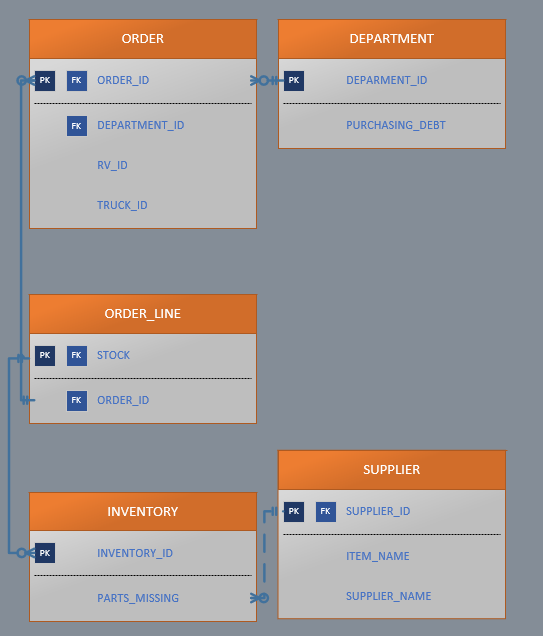 ORDER
PK FK ORDER_ID
FK DEPARTMENT_ID
RV_ID
TRUCK_ID
DEPARTMENT
PK DEPARMENT_ID
PURCHASING_DEBT
ORDER_LINE
PK FK STOCK
FK ORDER_ID
INVENTORY
PK INVENTORY_ID
PARTS_MISSING
SUPPLIER
PK FK SUPPLIER_ID
ITEM_NAME
SUPPLIER_NAME